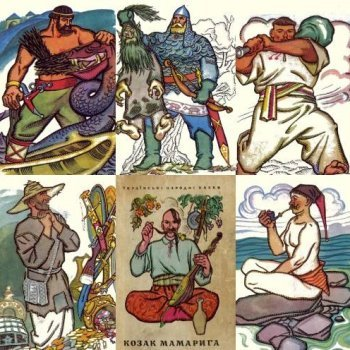 УКРАЇНСЬКІ НАРОДНІ КАЗКИ
КОЗАК МАМАРИГА